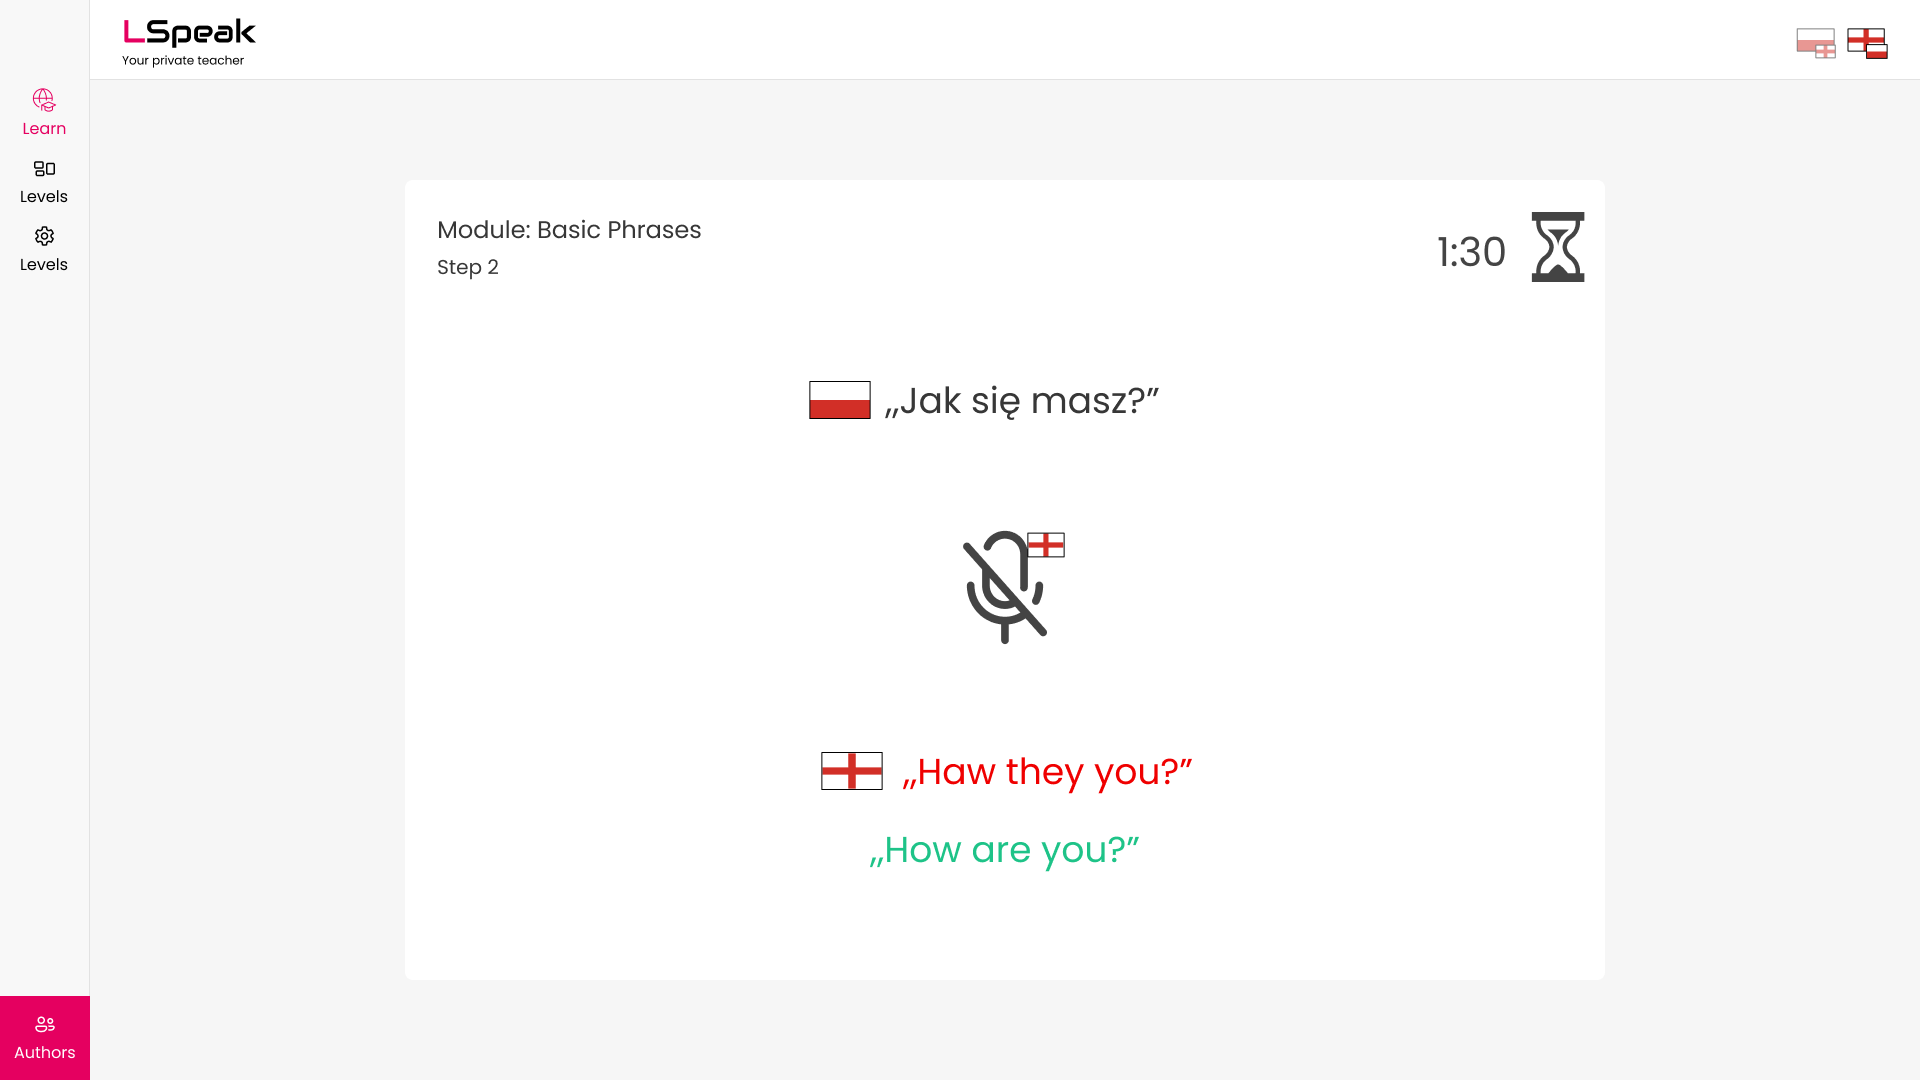 LSpeak
Your private teacher
Learn
Levels
Levels
Module: Basic Phrases
Step 2
1:30
,,Jak się masz?”
,,Haw they you?”
,,How are you?”
Authors